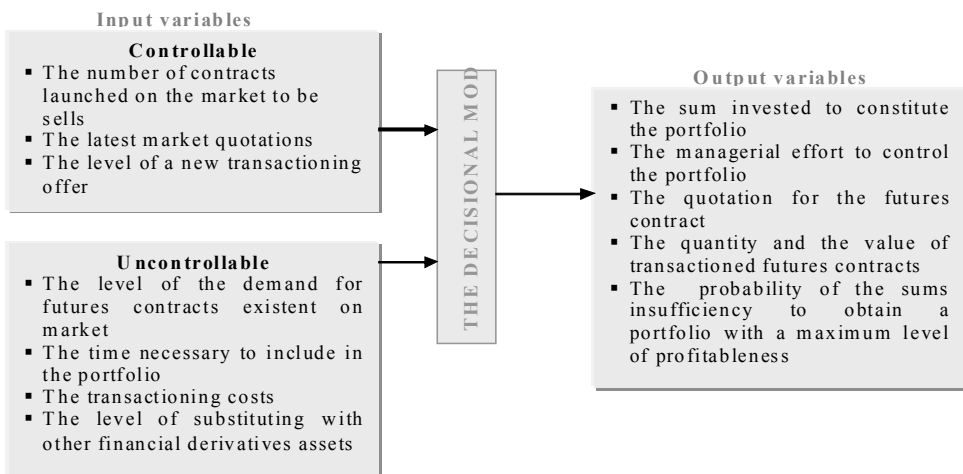 Input variables
Controllable
▪ The number of contracts
launched on the market to be
sells
▪ The latest market quotations
▪ The level of a new transactioning
offer
Uncontrollable
▪ The level of the demand for
futures contracts existent on
market
▪ The time necessary to include in
the portfolio
▪ The transactioning costs
▪ The level of substituting with
other financial derivatives assets
THE DECISIONAL MOD
Output variables
▪ The sum invested to constitute
the portfolio
▪ The managerial effort to control
the portfolio
▪ The quotation for the futures
contract
▪ The quantity and the value of
transactioned futures contracts
▪ The probability of the sums
insufficiency to obtain a
portfolio with a maximum level
of profitableness